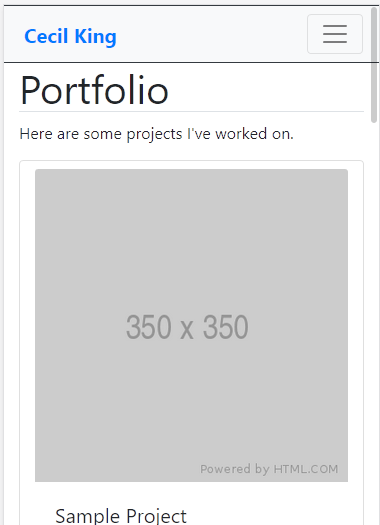 Cecil King
Portfolio
Here are some projects I've worked on.
350 x 350
Powered by HTML.COM
Sample Project